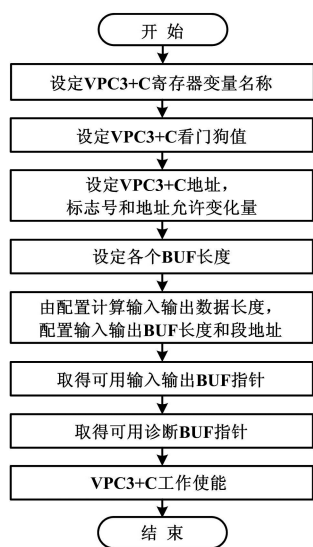 开 始
设定VPC3+C寄存器变量名称
设定VPC3+C看门狗值
设定VPC3+C地址，
标志号和地址允许变化量
设定各个BUF长度
由配置计算输入输出数据长度，
配置输入输出BUF长度和段地址
取得可用输入输出BUF指针
取得可用诊断BUF指针
VPC3+C工作使能
结 束